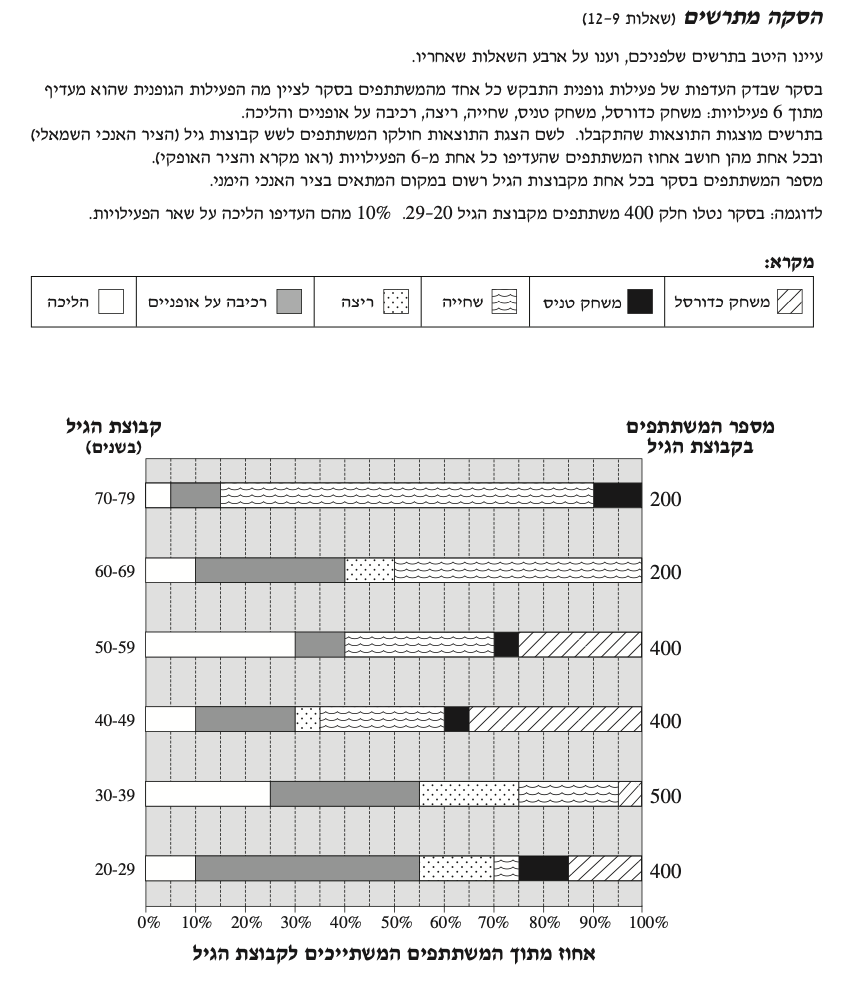 הסקה מתרשים (שאלות 9-12)
עיינו היטב בתרשים שלפניכם, וענו על ארבע השאלות שאחריו.
בסקר שבדק העדפות של פעילות גופנית התבקש כל אחד מהמשתתפים בסקר לציין מה הפעילות הגופנית שהוא מעדיף
מתוך 6 פעילויות: משחק כדורסל, משחק טניס, שחייה, ריצה, רכיבה על אופניים והליכה.
בתרשים מוצגות התוצאות שהתקבלו. לשם הצגת התוצאות חולקו המשתתפים לשש קבוצות גיל (הציר האנכי השמאלי)
ובכל אחת מהן חושב אחוז המשתתפים שהעדיפו כל אחת מ-6 הפעילויות (ראו מקרא והציר האופקי).
מספר המשתתפים בסקר בכל אחת מקבוצות הגיל רשום במקום המתאים בציר האנכי הימני.
לדוגמה: בסקר נטלו חלק 400 משתתפים מקבוצת הגיל 20-29. 10% מהם העדיפו הליכה על שאר הפעילויות.
מקרא:
משחק כדורסל משחק טניס שחייה ריצה רכיבה על אופניים הליכה
מספר המשתתפים
בקבוצת הגיל
קבוצת הגיל
(בשנים)
70-79 200
60-69 200
50-59 400
40-49 400
30-39 500
20-29 400
0% 10% 20% 30% 40% 50% 60% 70% 80% 90% 100%
אחוז מתוך המשתתפים המשתייכים לקבוצת הגיל